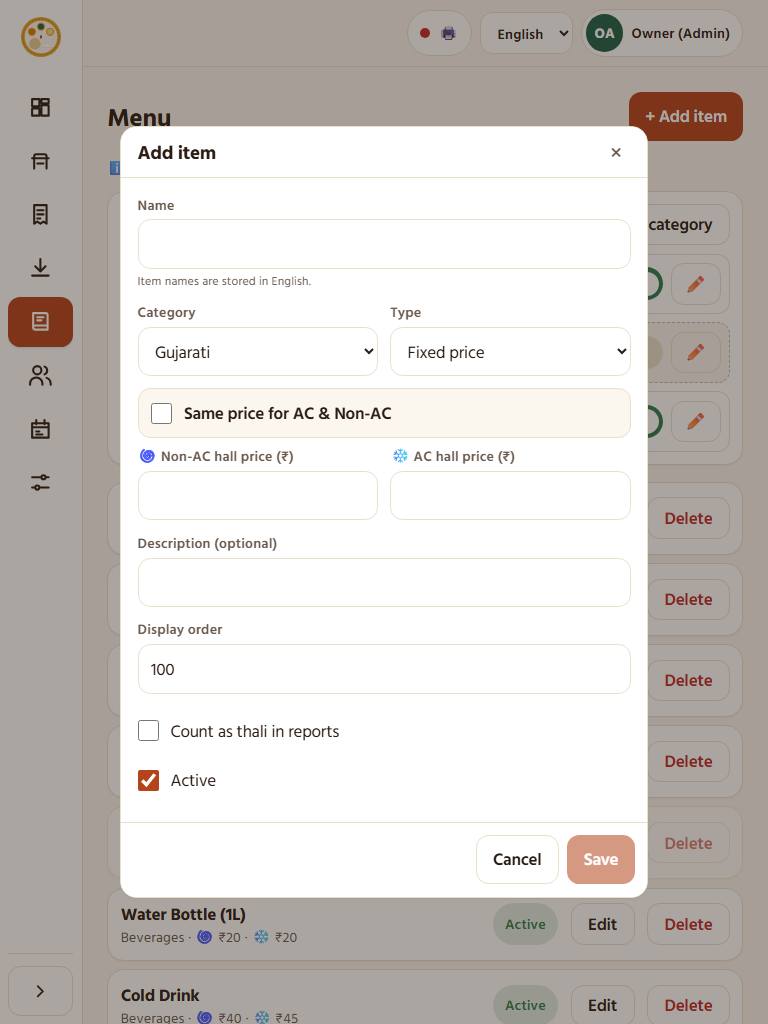 English
OA
Owner (Admin)
Menu
+ Add item
Add item
×
Name
Item names are stored in English.
Category
Type
Gujarati
Fixed price
Same price for AC & Non-AC
Non-AC hall price (₹)
AC hall price (₹)
Description (optional)
Display order
100
Count as thali in reports
Active
Cancel
Save
category
Delete
Delete
Delete
Delete
Delete
Water Bottle (1L)
Beverages · ₹20 · ₹20
Active
Edit
Delete
Cold Drink
Beverages · ₹40 · ₹45
Active
Edit
Delete